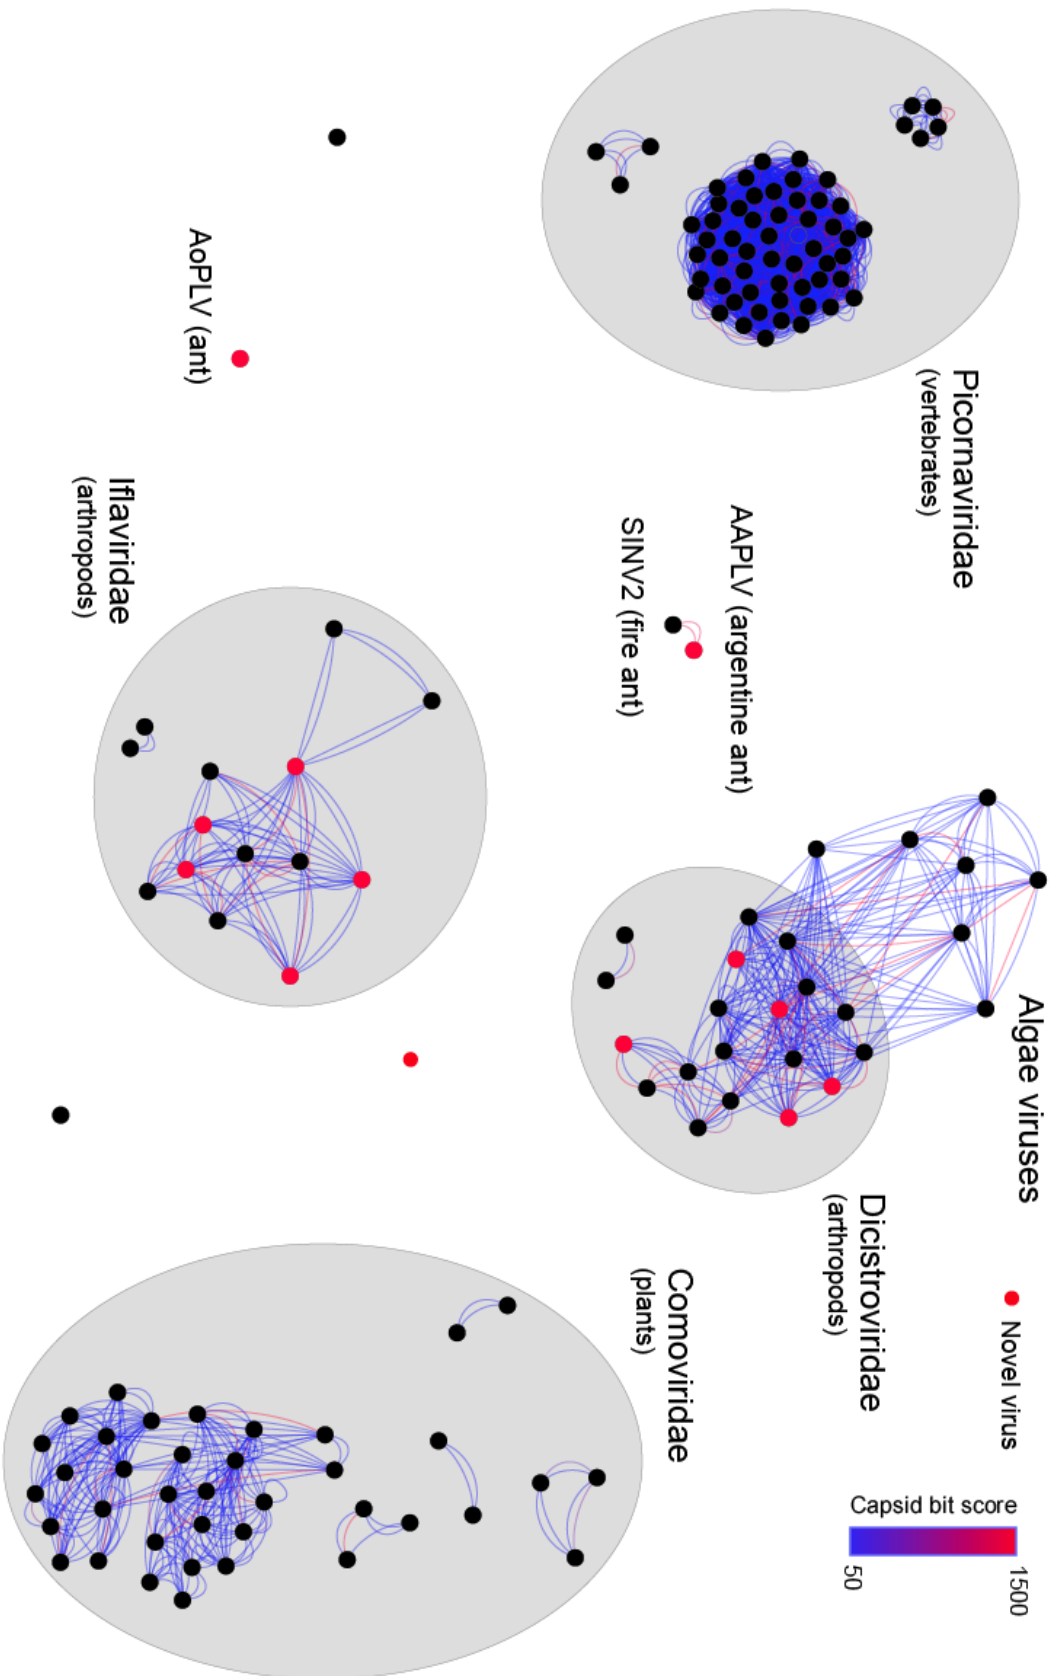 Picornaviridae
(vertebrates)
AoPLV (ant)
AAPLV (argentine ant)
SINV2 (fire ant)
Iflaviridae
(arthropods)
Algae viruses
Dicistroviridae
(arthropods)
Comoviridae
(plants)
Novel virus
Capsid bit score
50
1500